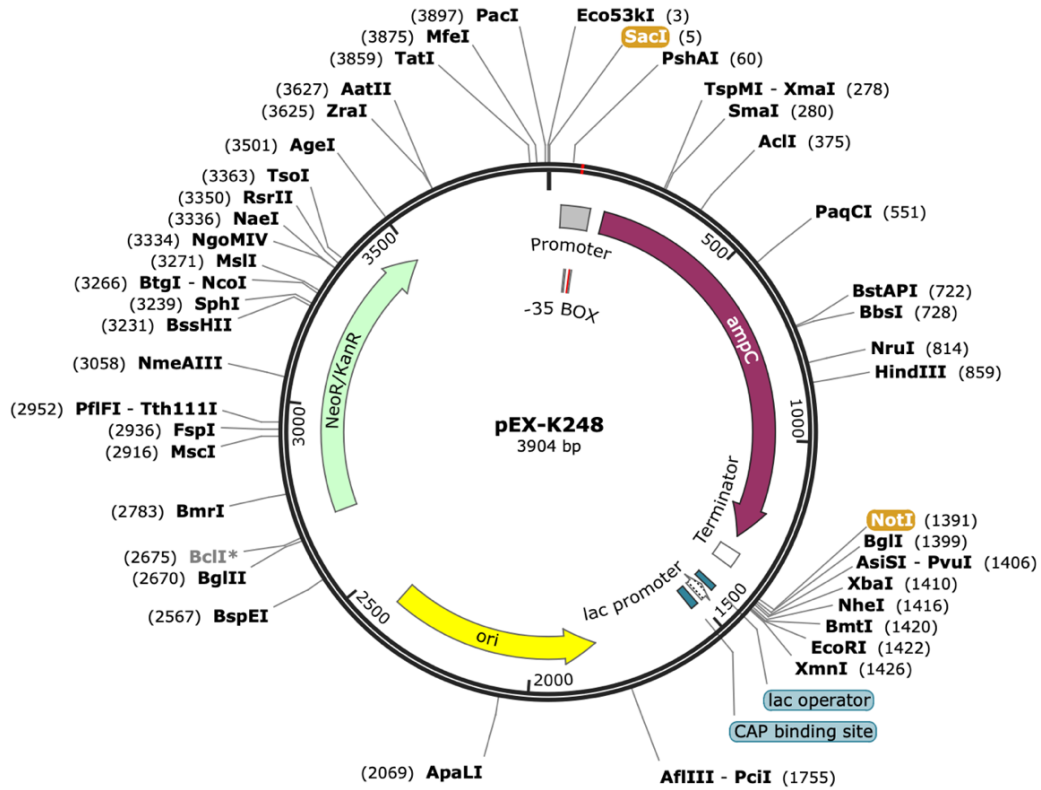 (3897) PacI
Eco53kI (3)
(3875) MfeI
SacI (5)
(3859) TatI
PshAI (60)
(3627) AatII
TspMI - XmaI (278)
(3625) ZraI
SmaI (280)
(3501) AgeI
AclI (375)
(3363) TsoI
(3350) RsrII
(3336) NaeI
PaqCI (551)
(3334) NgoMIV
(3271) MslI
(3266) BtgI - NcoI
(3239) SphI
(3231) BssHII
BstAPI (722)
BbsI (728)
NruI (814)
(3058) NmeAIII
HindIII (859)
(2952) PflFI - Tth111I
(2936) FspI
(2916) MscI
(2783) BmrI
NotI (1391)
BglI (1399)
(2675) BclI*
AsiSI - PvuI (1406)
(2670) BglII
XbaI (1410)
(2567) BspEI
NheI (1416)
BmtI (1420)
EcoRI (1422)
XmnI (1426)
lac operator
CAP binding site
(2069) ApaLI
AflIII - PciI (1755)
500
1000
1500
2000
2500
3000
3500
Promoter
-35 BOX
ampC
Terminator
lac promoter
ori
NeoR/KanR
pEX-K248
3904 bp